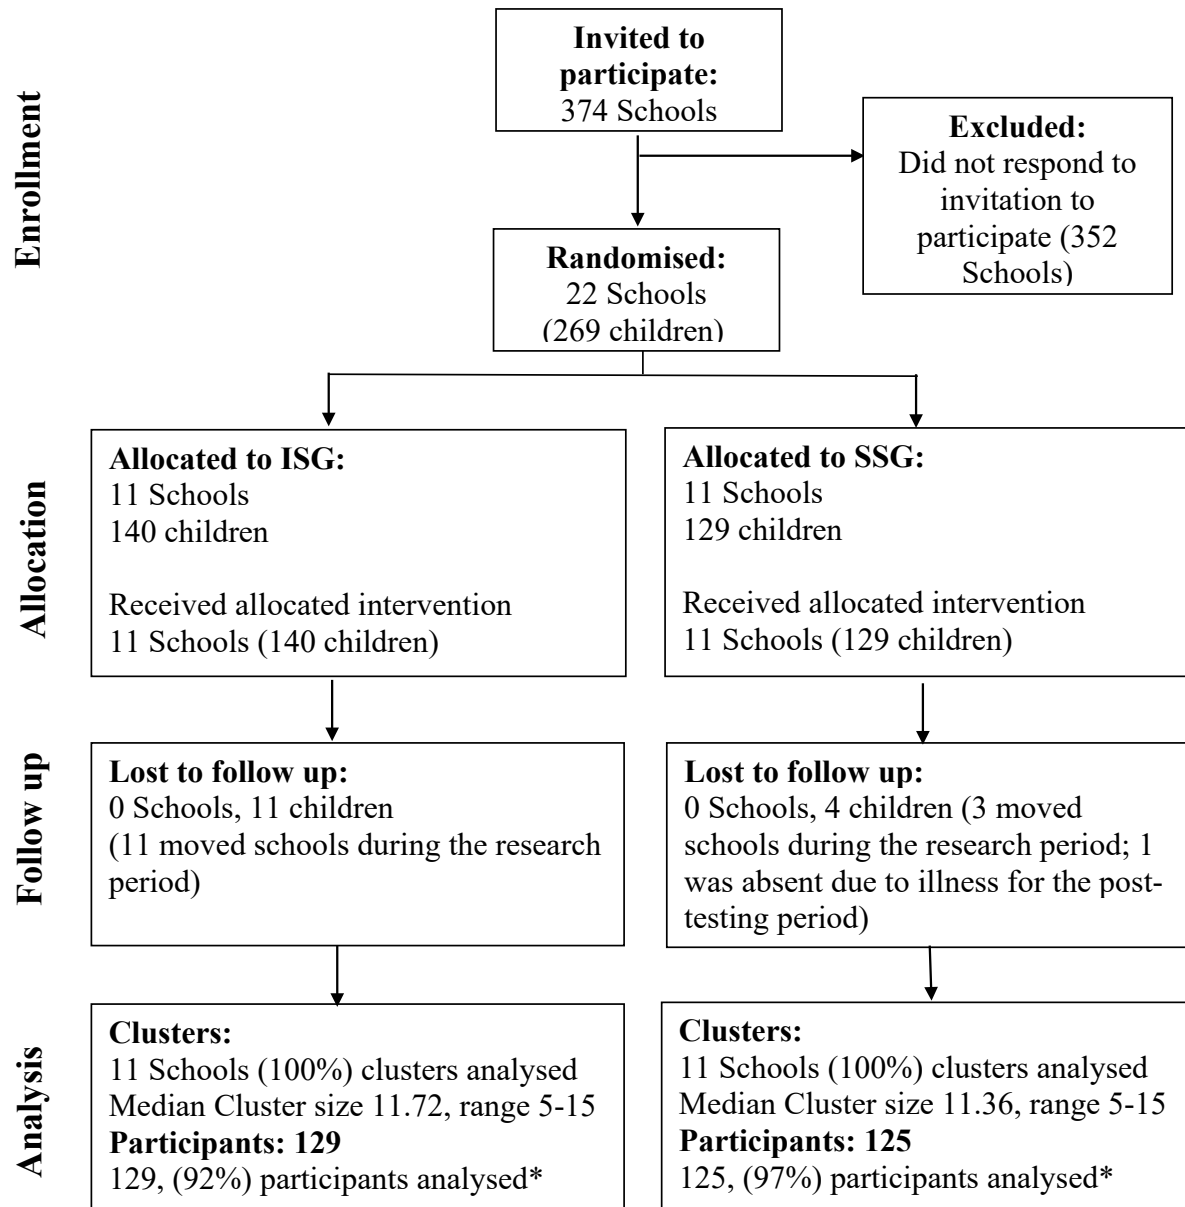 Enrollment
Invited to
participate:
374 Schools
Excluded:
Did not respond to
invitation to
participate (352
Schools)
Randomised:
22 Schools
(269 children)
Allocation
Allocated to ISG:
11 Schools
140 children
Received allocated intervention
11 Schools (140 children)
Allocated to SSG:
11 Schools
129 children
Received allocated intervention
11 Schools (129 children)
Follow up
Lost to follow up:
0 Schools, 11 children
(11 moved schools during the research
period)
Lost to follow up:
0 Schools, 4 children (3 moved
schools during the research period; 1
was absent due to illness for the post-
testing period)
Analysis
Clusters:
11 Schools (100%) clusters analysed
Median Cluster size 11.72, range 5-15
Participants: 129
129, (92%) participants analysed*
Clusters:
11 Schools (100%) clusters analysed
Median Cluster size 11.36, range 5-15
Participants: 125
125, (97%) participants analysed*